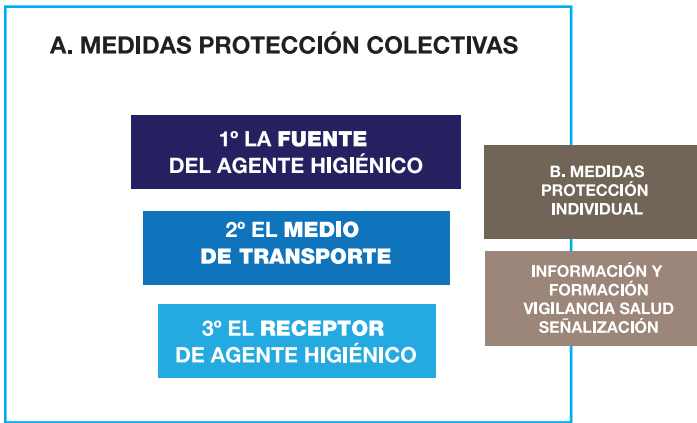 A. MEDIDAS PROTECCIÓN COLECTIVAS
1º LA FUENTE
DEL AGENTE HIGIÉNICO
2º EL MEDIO
DE TRANSPORTE
3º EL RECEPTOR
DE AGENTE HIGIÉNICO
B. MEDIDAS
PROTECCIÓN
INDIVIDUAL
INFORMACIÓN Y
FORMACIÓN
VIGILANCIA SALUD
SEÑALIZACIÓN